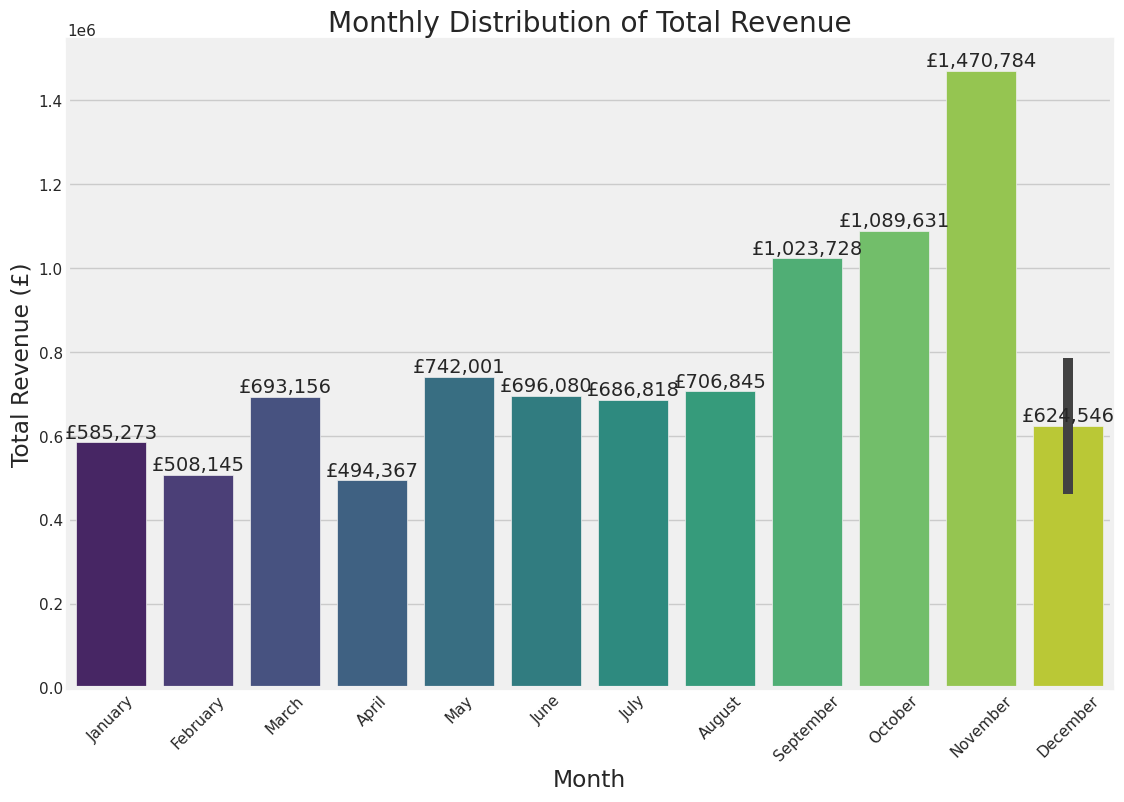 Monthly Distribution of Total Revenue
1e6
Total Revenue (£)
1.4
1.2
1.0
0.8
0.6
0.4
0.2
0.0
£585,273
£508,145
£693,156
£494,367
£742,001
£696,080
£686,818
£706,845
£1,023,728
£1,089,631
£1,470,784
£624,546
January
February
March
April
May
June
July
August
September
October
November
December
Month